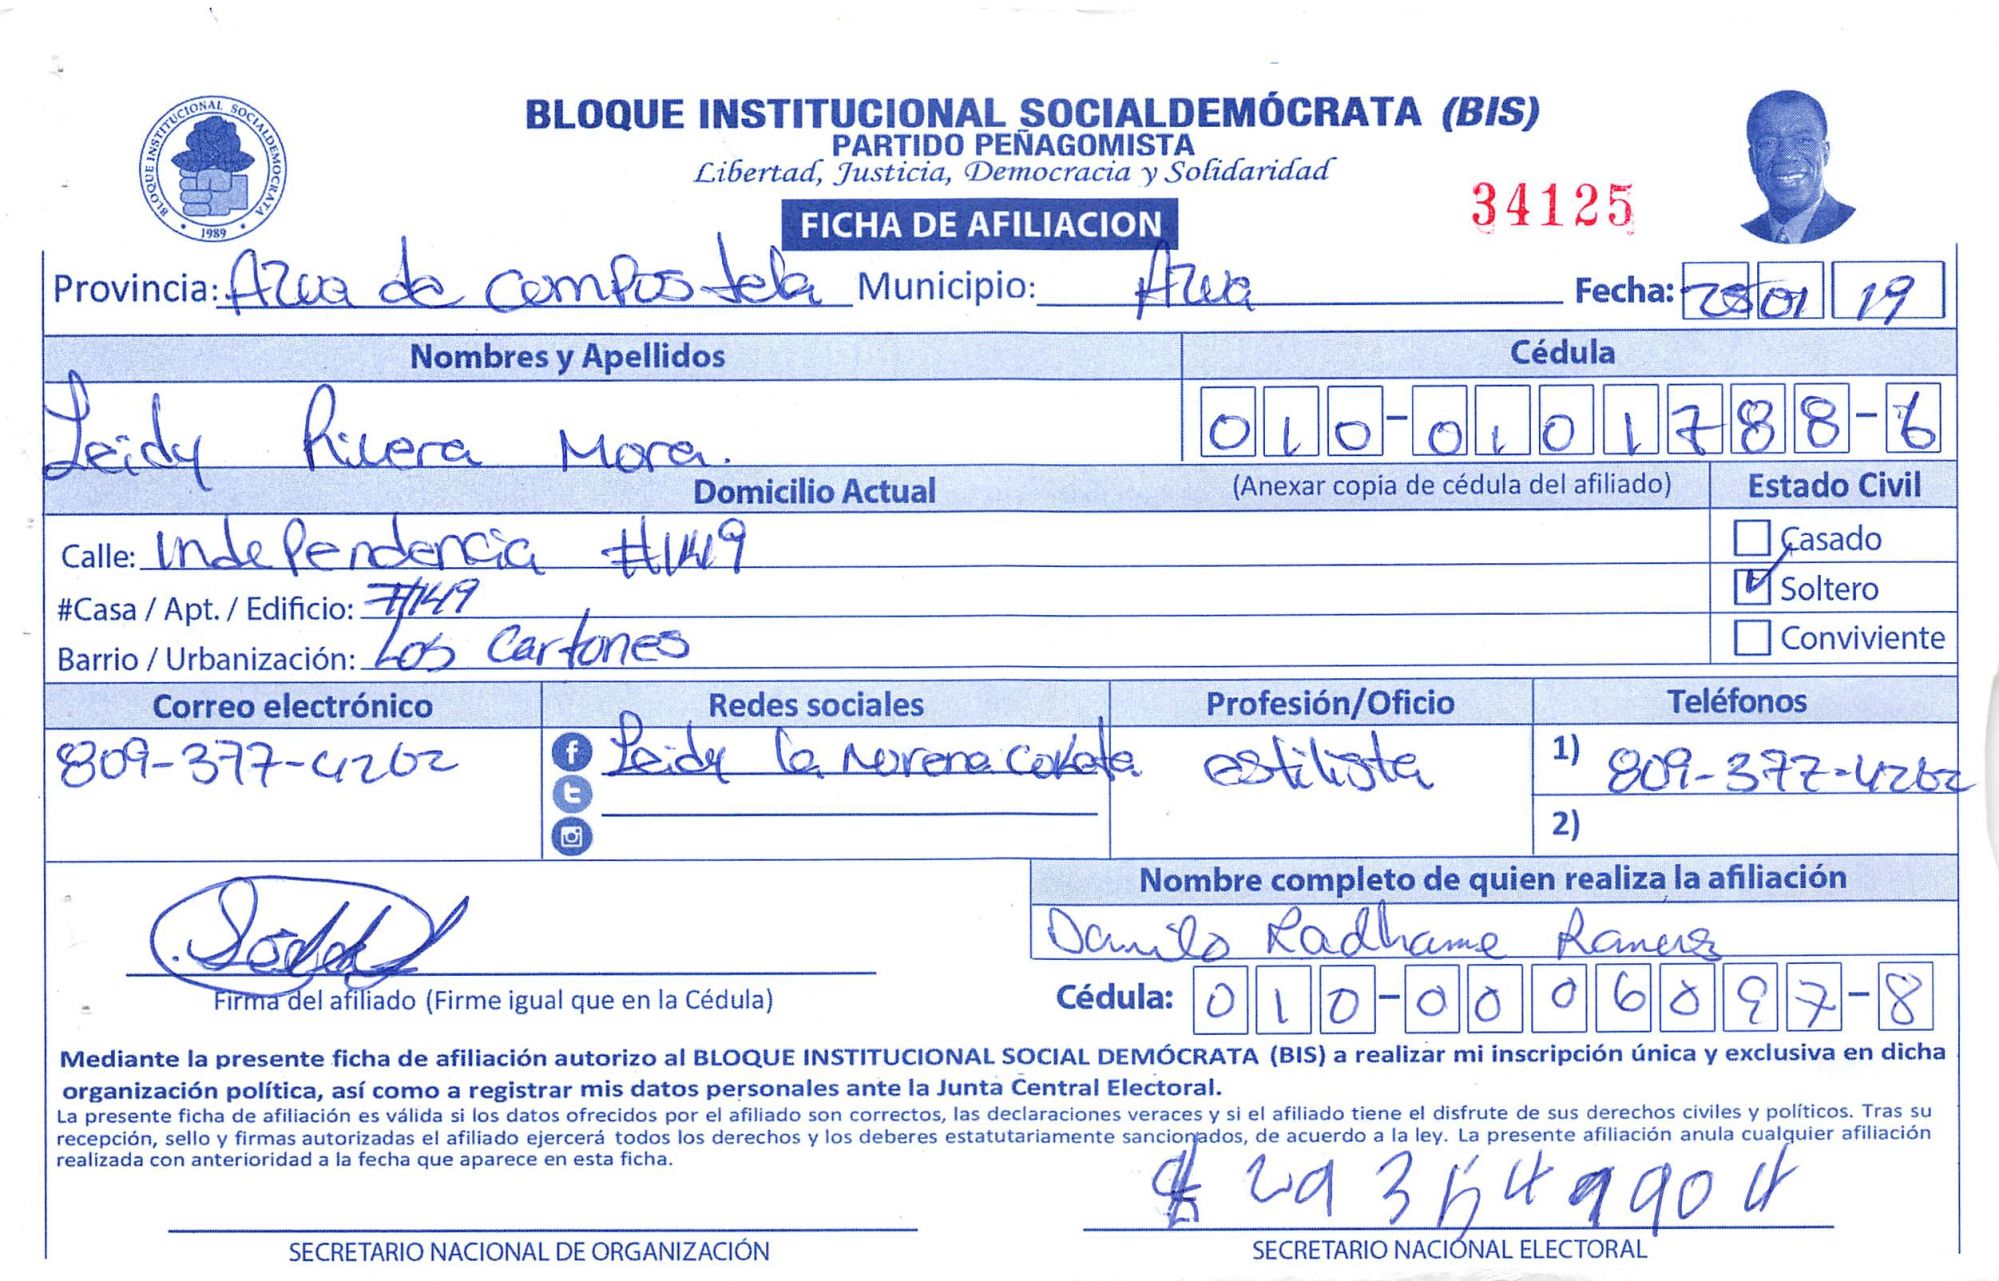 BLOQUE INSTITUCIONAL SOCIALDEMÓCRATA (BIS)
PARTIDO PEÑAGOMISTA
Libertad, Justicia, Democracia y Solidaridad
BLOQUE INSTITUCIONAL SOCIALDEMOCRATA
1989
34125
FICHA DE AFILIACION
Provincia: Azua de Compostela Municipio: Azua Fecha: 25 01 19
Nombres y Apellidos Cédula
Leidy Rivera Mora. 010-0101788-6
Domicilio Actual (Anexar copia de cédula del afiliado) Estado Civil
Calle: Independencia #149 Casado
#Casa / Apt. / Edificio: #149 Soltero
Barrio / Urbanización: Los Cartones Conviviente
Correo electrónico Redes sociales Profesión/Oficio Teléfonos
809-377-4262 Leidy la Morena estilista 1) 809-377-4262
2)
Nombre completo de quien realiza la afiliación
Danilo Radhame
Firma del afiliado (Firme igual que en la Cédula) Cédula: 010-0006097-8
Mediante la presente ficha de afiliación autorizo al BLOQUE INSTITUCIONAL SOCIAL DEMÓCRATA (BIS) a realizar mi inscripción única y exclusiva en dicha
organización política, así como a registrar mis datos personales ante la Junta Central Electoral.
La presente ficha de afiliación es válida si los datos ofrecidos por el afiliado son correctos, las declaraciones veraces y si el afiliado tiene el disfrute de sus derechos civiles y políticos. Tras su
recepción, sello y firmas autorizadas el afiliado ejercerá todos los derechos y los deberes estatutariamente sancionados, de acuerdo a la ley. La presente afiliación anula cualquier afiliación
realizada con anterioridad a la fecha que aparece en esta ficha.
SECRETARIO NACIONAL DE ORGANIZACIÓN SECRETARIO NACIONAL ELECTORAL